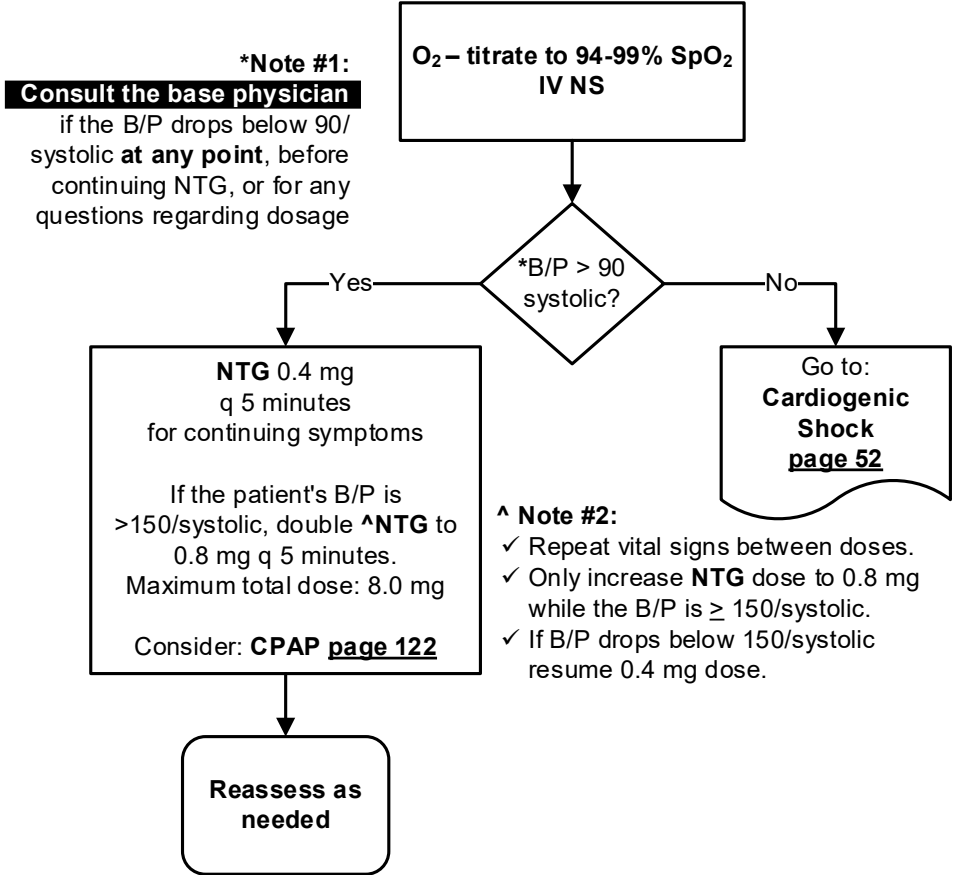 O₂ – titrate to 94-99% SpO₂
IV NS
*Note #1:
Consult the base physician
if the B/P drops below 90/
systolic at any point, before
continuing NTG, or for any
questions regarding dosage
*B/P > 90
systolic?
Yes
No
NTG 0.4 mg
q 5 minutes
for continuing symptoms
If the patient's B/P is
>150/systolic, double ^NTG to
0.8 mg q 5 minutes.
Maximum total dose: 8.0 mg
Consider: CPAP page 122
Go to:
Cardiogenic
Shock
page 52
^ Note #2:
✓ Repeat vital signs between doses.
✓ Only increase NTG dose to 0.8 mg
while the B/P is ≥ 150/systolic.
✓ If B/P drops below 150/systolic
resume 0.4 mg dose.
Reassess as
needed